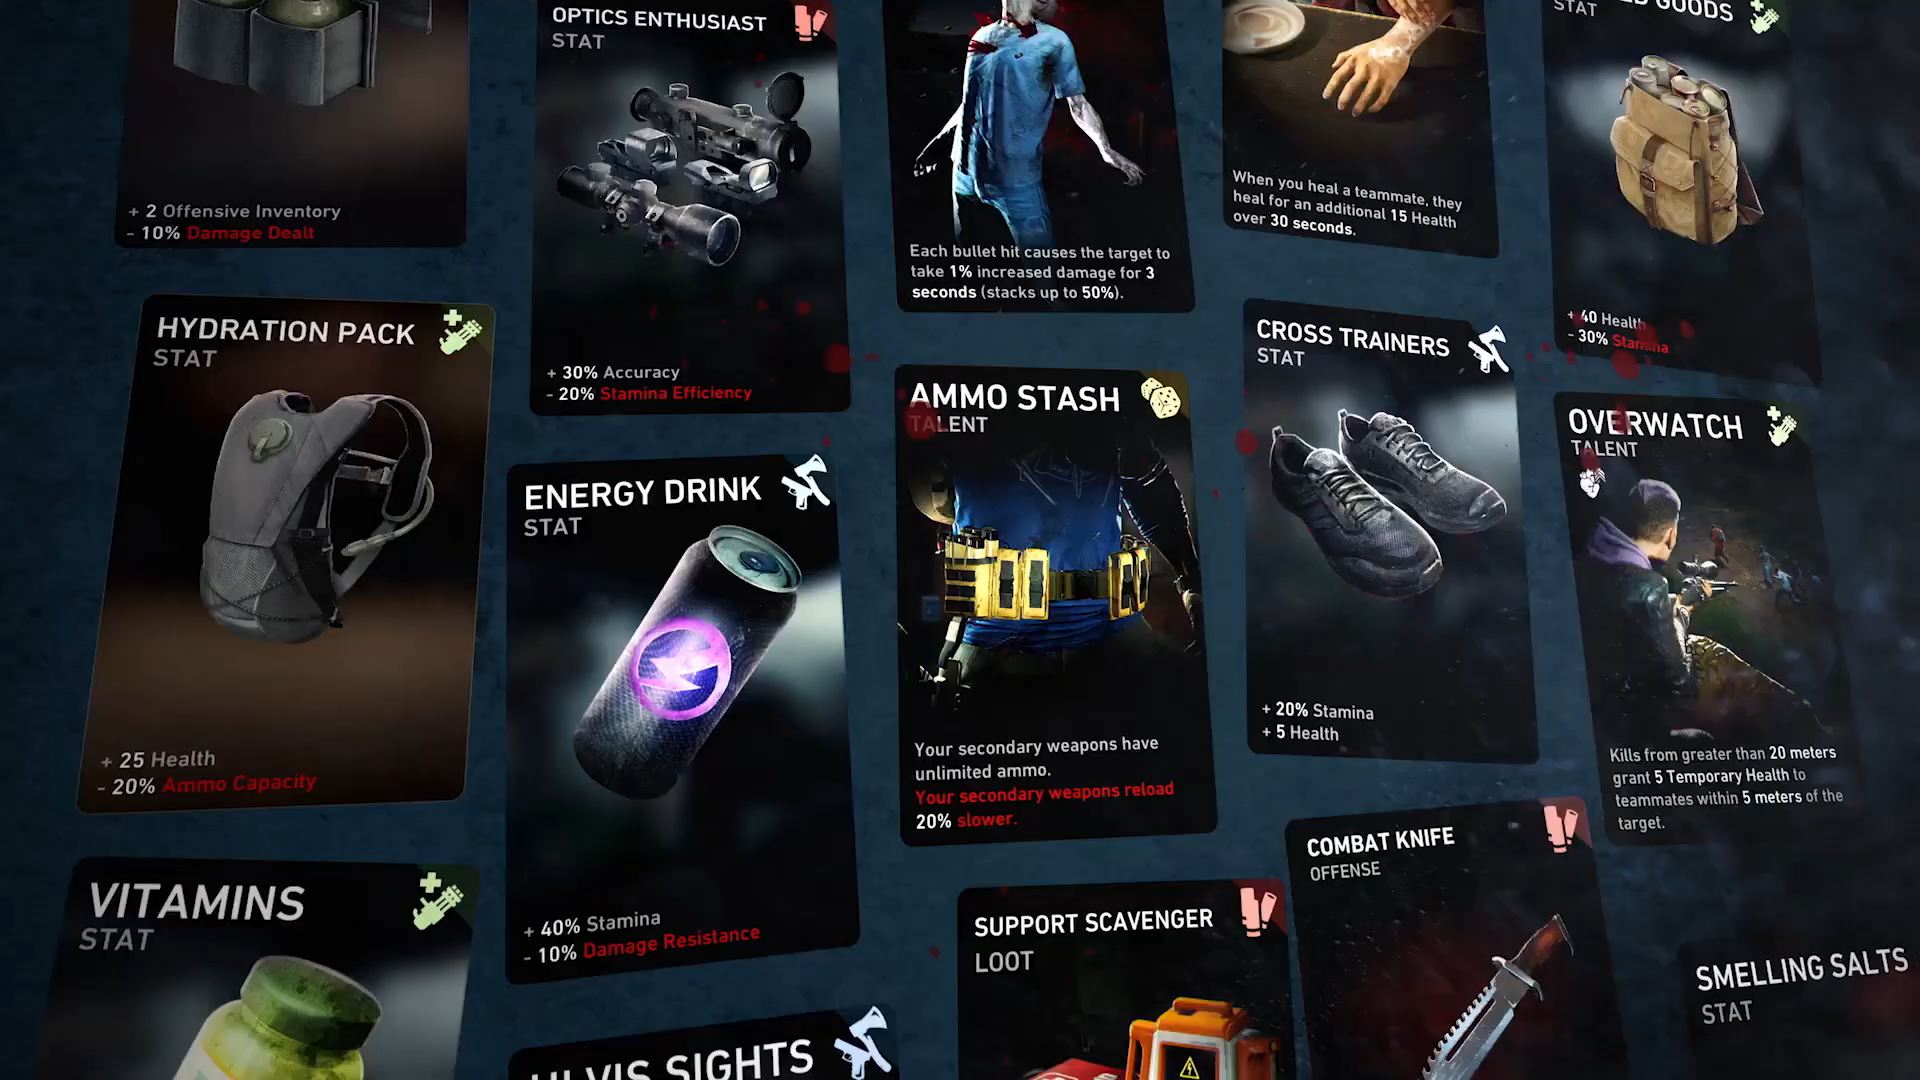 + 2 Offensive Inventory
- 10% Damage Dealt
HYDRATION PACK
STAT
+ 25 Health
- 20% Ammo Capacity
VITAMINS
STAT
OPTICS ENTHUSIAST
STAT
+ 30% Accuracy
- 20% Stamina Efficiency
ENERGY DRINK
STAT
+ 40% Stamina
- 10% Damage Resistance
SIGHTS
Each bullet hit causes the target to
take 1% increased damage for 3
seconds (stacks up to 50%).
AMMO STASH
TALENT
Your secondary weapons have
unlimited ammo.
Your secondary weapons reload
20% slower.
SUPPORT SCAVENGER
LOOT
When you heal a teammate, they
heal for an additional 15 Health
over 30 seconds.
CROSS TRAINERS
STAT
+ 20% Stamina
+ 5 Health
COMBAT KNIFE
OFFENSE
GOODS
STAT
+ 40 Health
- 30% Stamina
OVERWATCH
TALENT
Kills from greater than 20 meters
grant 5 Temporary Health to
teammates within 5 meters of the
target.
SMELLING SALTS
STAT